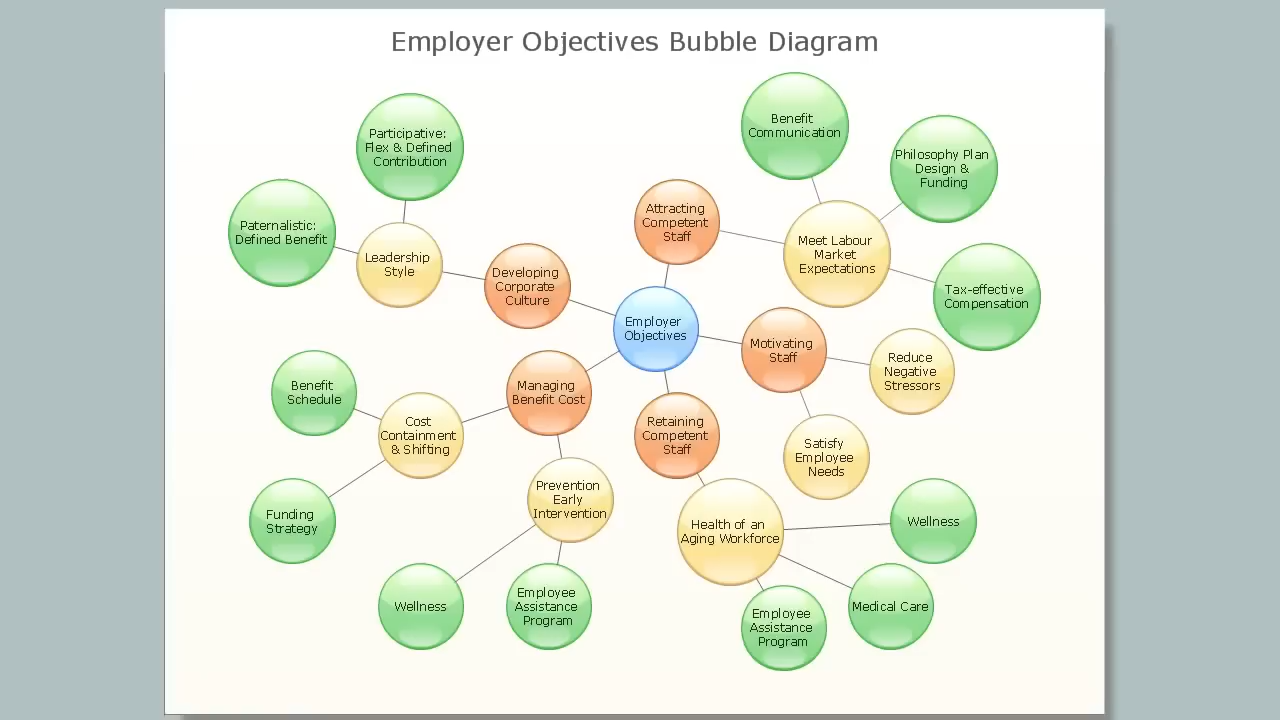 Employer Objectives Bubble Diagram
Participative:
Flex & Defined
Contribution
Paternalistic:
Defined Benefit
Leadership
Style
Developing
Corporate
Culture
Benefit
Communication
Philosophy Plan
Design &
Funding
Attracting
Competent
Staff
Meet Labour
Market
Expectations
Tax-effective
Compensation
Employer
Objectives
Motivating
Staff
Reduce
Negative
Stressors
Satisfy
Employee
Needs
Benefit
Schedule
Cost
Containment
& Shifting
Managing
Benefit Cost
Retaining
Competent
Staff
Funding
Strategy
Prevention
Early
Intervention
Health of an
Aging Workforce
Wellness
Wellness
Employee
Assistance
Program
Employee
Assistance
Program
Medical Care